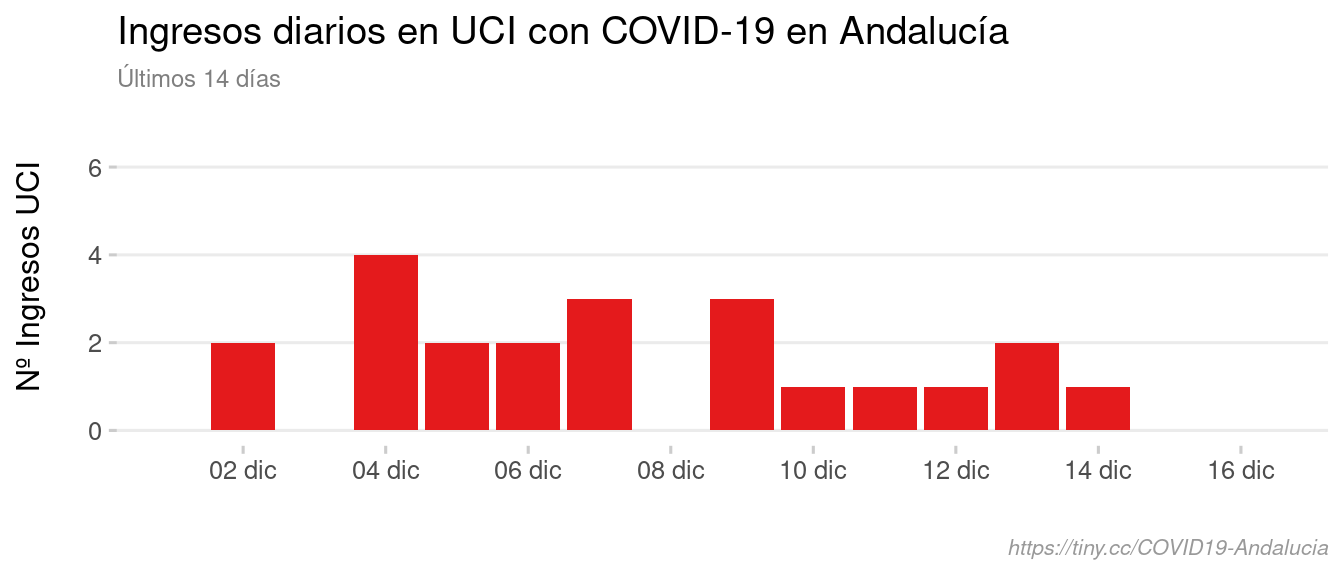 Ingresos diarios en UCI con COVID-19 en Andalucía
Últimos 14 días
Nº Ingresos UCI
6
4
2
0
02 dic 04 dic 06 dic 08 dic 10 dic 12 dic 14 dic 16 dic
https://tiny.cc/COVID19-Andalucia